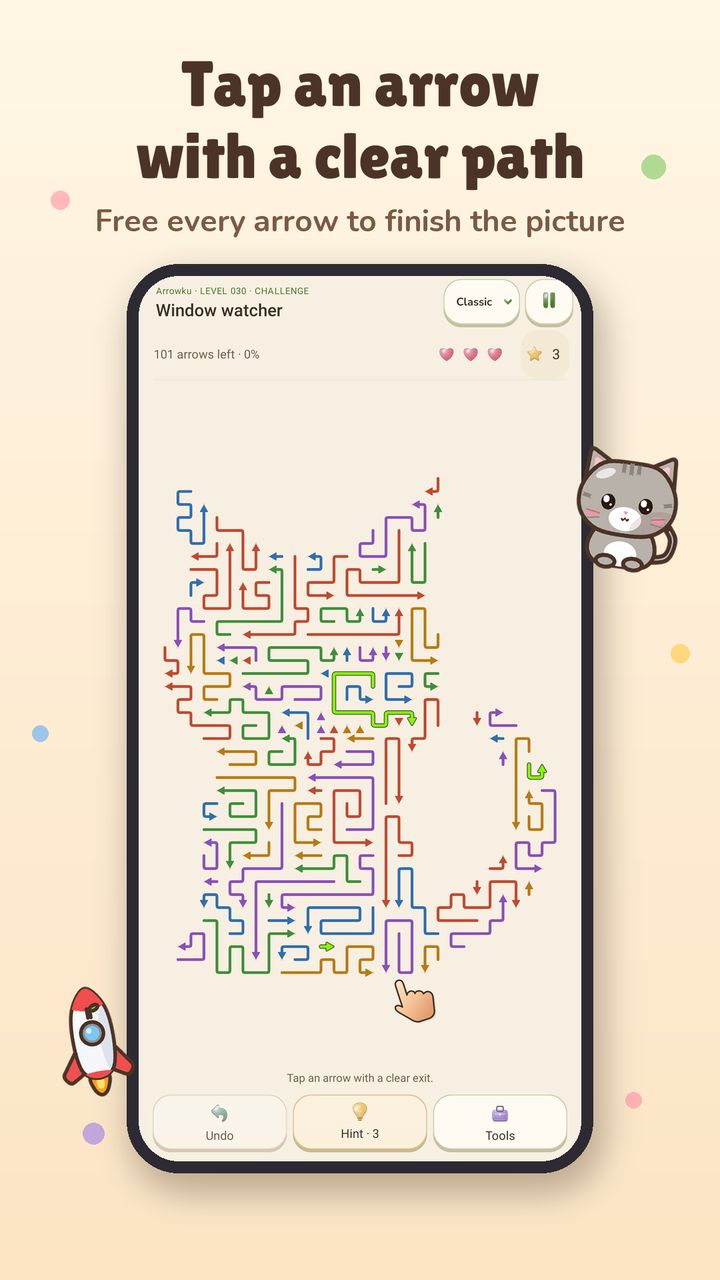 Tap an arrow
with a clear path
Free every arrow to finish the picture
Arrowku · LEVEL 030 · CHALLENGE
Window watcher
Classic
101 arrows left · 0%
3
Tap an arrow with a clear exit.
Undo
Hint · 3
Tools